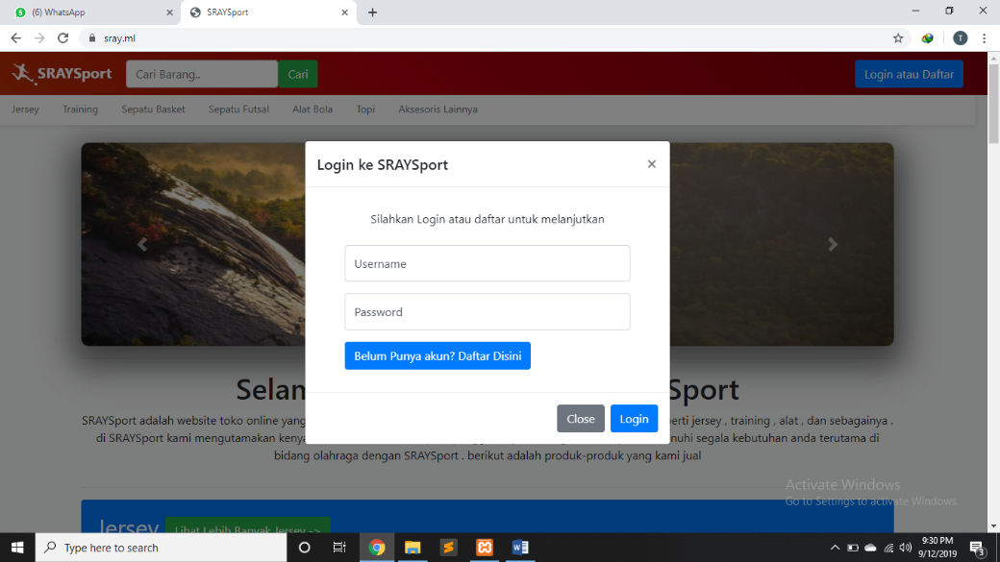 (6) WhatsApp
SRAYSport
sray.ml
T
SRAYSport
Cari Barang..
Cari
Login atau Daftar
Jersey Training Sepatu Basket Sepatu Futsal Alat Bola Topi Aksesoris Lainnya
Login ke SRAYSport
×
Silahkan Login atau daftar untuk melanjutkan
Username
Password
Belum Punya akun? Daftar Disini
Close
Login
Selam Sport
SRAYSport adalah website toko online yang erti jersey , training , alat , dan sebagainya .
di SRAYSport kami mengutamakan kenya nuhi segala kebutuhan anda terutama di
bidang olahraga dengan SRAYSport . berikut adalah produk-produk yang kami jual
Activate Windows
Go to Settings to activate Windows.
Jersey
Lihat Lebih Banyak Jersey ->
Type here to search
9:30 PM
9/12/2019
3